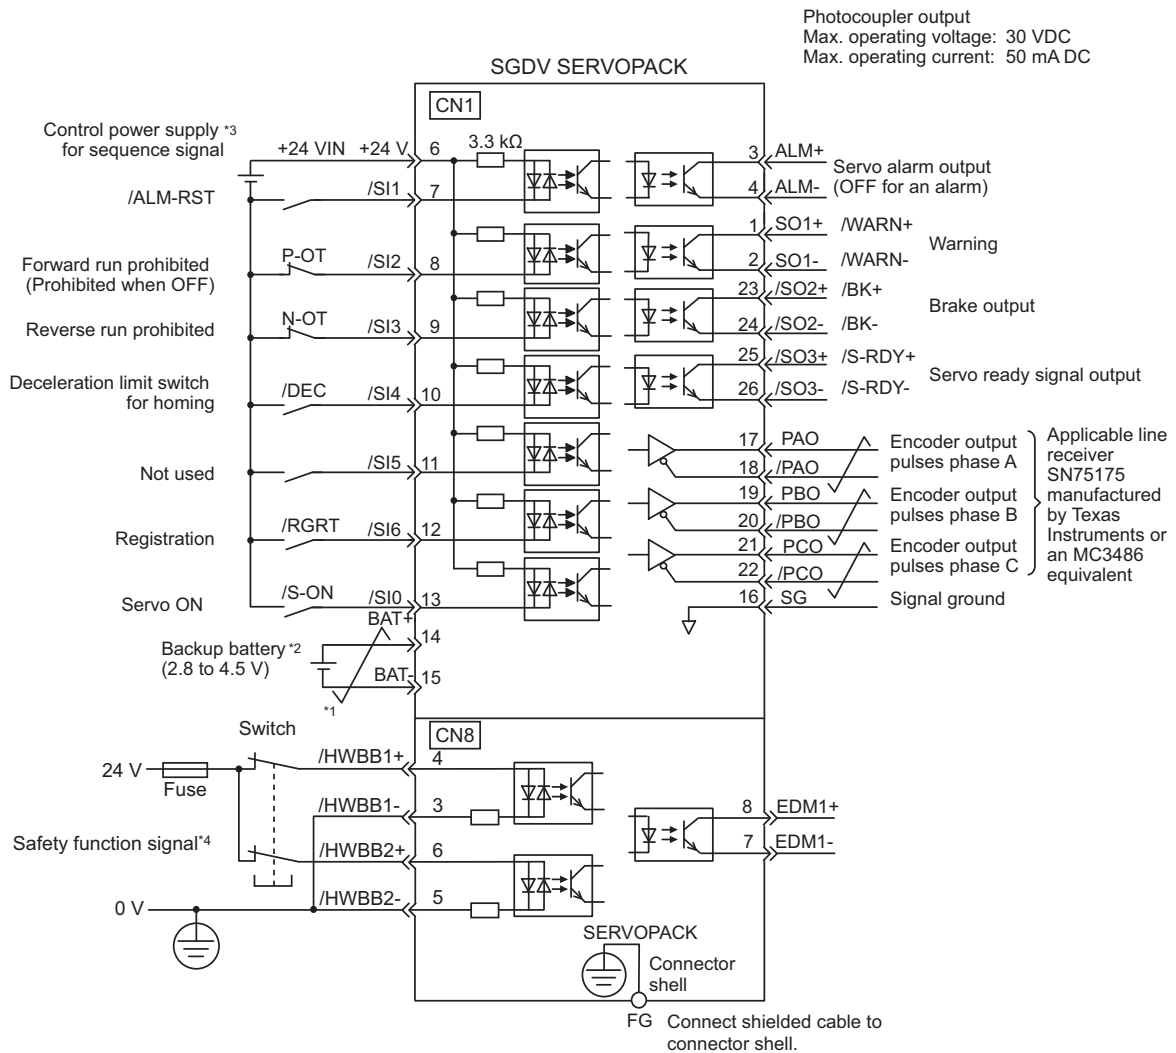 Photocoupler output
Max. operating voltage: 30 VDC
Max. operating current: 50 mA DC
SGDV SERVOPACK
CN1
Control power supply *3
for sequence signal
+24 VIN
+24 V
6
3.3 kΩ
/ALM-RST
/SI1
7
Forward run prohibited
(Prohibited when OFF)
P-OT
/SI2
8
Reverse run prohibited
N-OT
/SI3
9
Deceleration limit switch
for homing
/DEC
/SI4
10
Not used
/SI5
11
Registration
/RGRT
/SI6
12
Servo ON
/S-ON
/SI0
13
Backup battery *2
(2.8 to 4.5 V)
BAT+
14
BAT-
15
*1
3
ALM+
4
ALM-
Servo alarm output
(OFF for an alarm)
1
SO1+
/WARN+
2
SO1-
/WARN-
Warning
23
/SO2+
/BK+
24
/SO2-
/BK-
Brake output
25
/SO3+
/S-RDY+
26
/SO3-
/S-RDY-
Servo ready signal output
17
PAO
18
/PAO
Encoder output
pulses phase A
19
PBO
20
/PBO
Encoder output
pulses phase B
21
PCO
22
/PCO
Encoder output
pulses phase C
Applicable line
receiver
SN75175
manufactured
by Texas
Instruments or
an MC3486
equivalent
16
SG
Signal ground
CN8
Switch
24 V
Fuse
/HWBB1+
4
/HWBB1-
3
Safety function signal*4
/HWBB2+
6
0 V
/HWBB2-
5
8
EDM1+
7
EDM1-
SERVOPACK
Connector
shell
FG
Connect shielded cable to
connector shell.